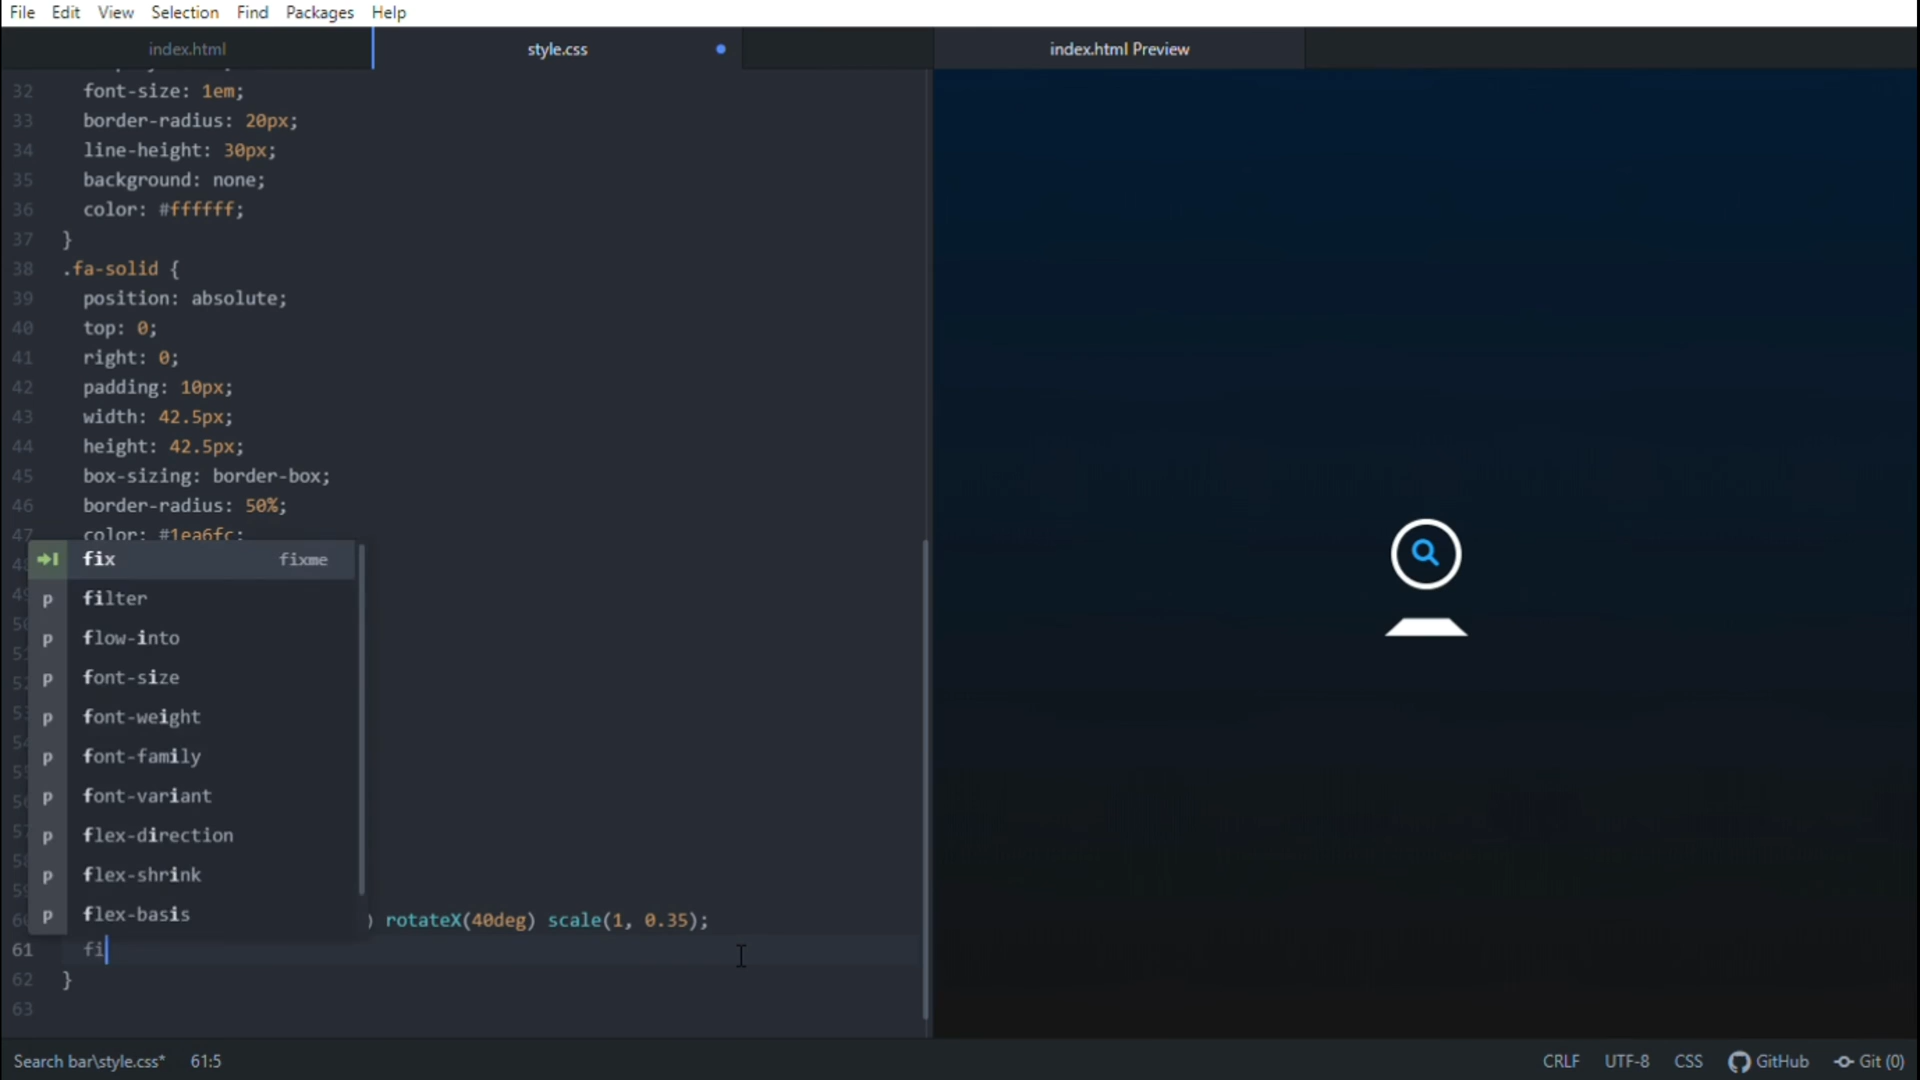 File Edit View Selection Find Packages Help
index.html style.css index.html Preview
32 font-size: 1em;
33 border-radius: 20px;
34 line-height: 30px;
35 background: none;
36 color: #ffffff;
37 }
38 .fa-solid {
39 position: absolute;
40 top: 0;
41 right: 0;
42 padding: 10px;
43 width: 42.5px;
44 height: 42.5px;
45 box-sizing: border-box;
46 border-radius: 50%;
47 color: #1ea6fc;
fix fixme
p filter
p flow-into
p font-size
p font-weight
p font-family
p font-variant
p flex-direction
p flex-shrink
p flex-basis
) rotateX(40deg) scale(1, 0.35);
61 fi
62 }
63
Search bar\style.css* 61:5 CRLF UTF-8 CSS GitHub Git (0)